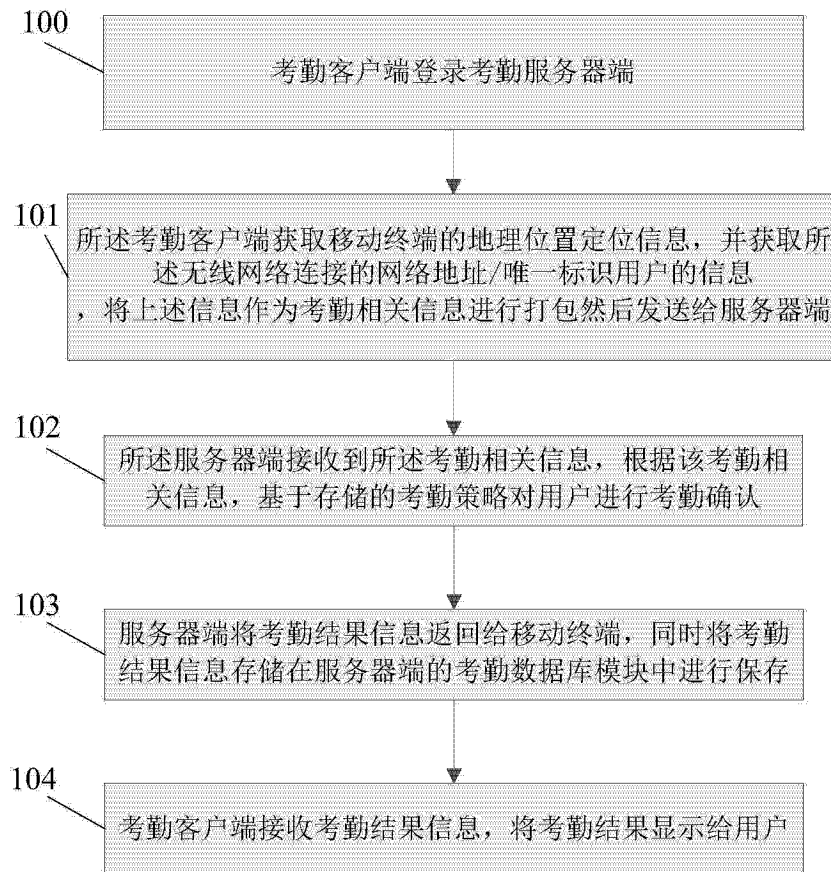 100
考勤客户端登录考勤服务器端
101
所述考勤客户端获取移动终端的地理位置定位信息，并获取所
述无线网络连接的网络地址/唯一标识用户的信息
，将上述信息作为考勤相关信息进行打包然后发送给服务器端
102
所述服务器端接收到所述考勤相关信息，根据该考勤相
关信息，基于存储的考勤策略对用户进行考勤确认
103
服务器端将考勤结果信息返回给移动终端，同时将考勤
结果信息存储在服务器端的考勤数据库模块中进行保存
104
考勤客户端接收考勤结果信息，将考勤结果显示给用户